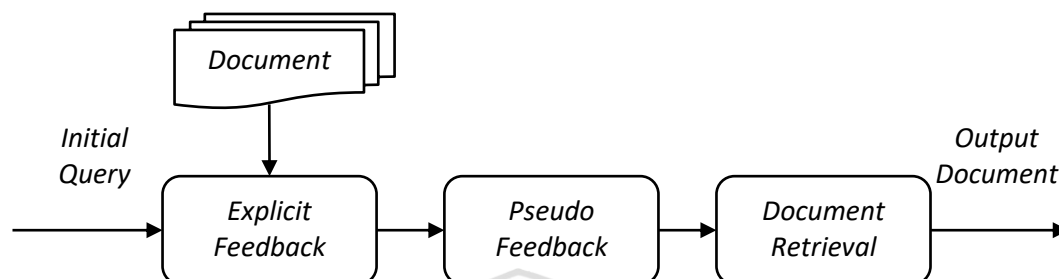 Document
Initial
Query
Output
Document
Explicit
Feedback
Pseudo
Feedback
Document
Retrieval